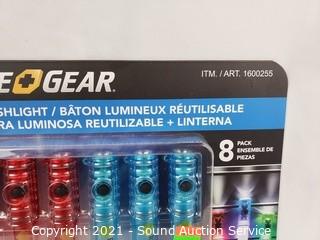 E+GEAR®
ITM. / ART. 1600255
SHLIGHT / BÂTON LUMINEUX RÉUTILISABLE
RA LUMINOSA REUTILIZABLE + LINTERNA
8 PACK
ENSEMBLE DE
PIEZAS
Copyright 2021 - Sound Auction Service